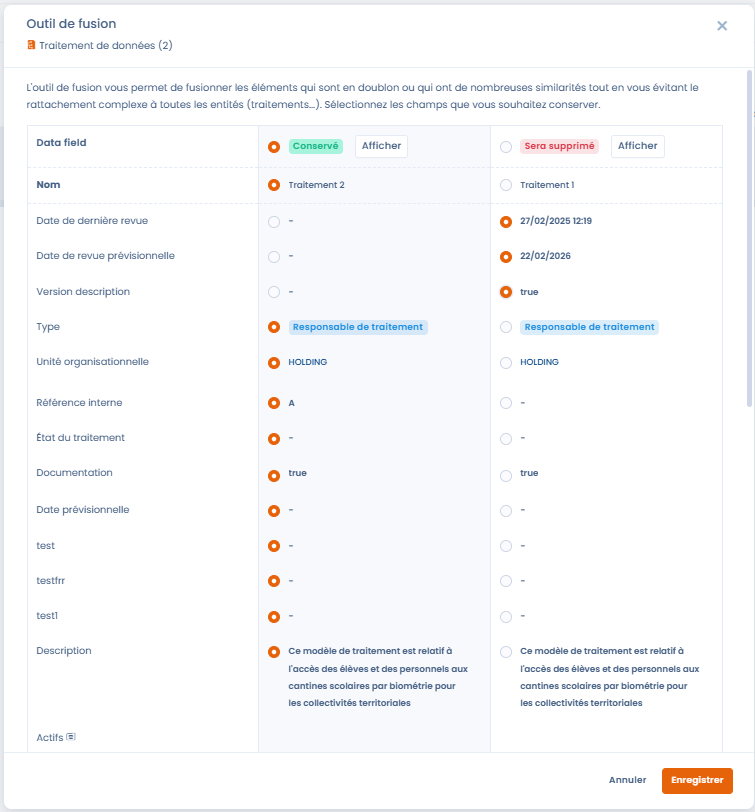 Outil de fusion
Traitement de données (2)
L'outil de fusion vous permet de fusionner les éléments qui sont en doublon ou qui ont de nombreuses similarités tout en vous évitant le
rattachement complexe à toutes les entités (traitements...). Sélectionnez les champs que vous souhaitez conserver.
Data field Conservé Afficher Sera supprimé Afficher
Nom Traitement 2 Traitement 1
Date de dernière revue - 27/02/2025 12:19
Date de revue prévisionnelle - 22/02/2026
Version description - true
Type Responsable de traitement Responsable de traitement
Unité organisationnelle HOLDING HOLDING
Référence interne A -
État du traitement - -
Documentation true true
Date prévisionnelle - -
test - -
testfrr - -
test1 - -
Description Ce modèle de traitement est relatif à Ce modèle de traitement est relatif à
l'accès des élèves et des personnels aux l'accès des élèves et des personnels aux
cantines scolaires par biométrie pour cantines scolaires par biométrie pour
les collectivités territoriales les collectivités territoriales
Actifs
Annuler Enregistrer